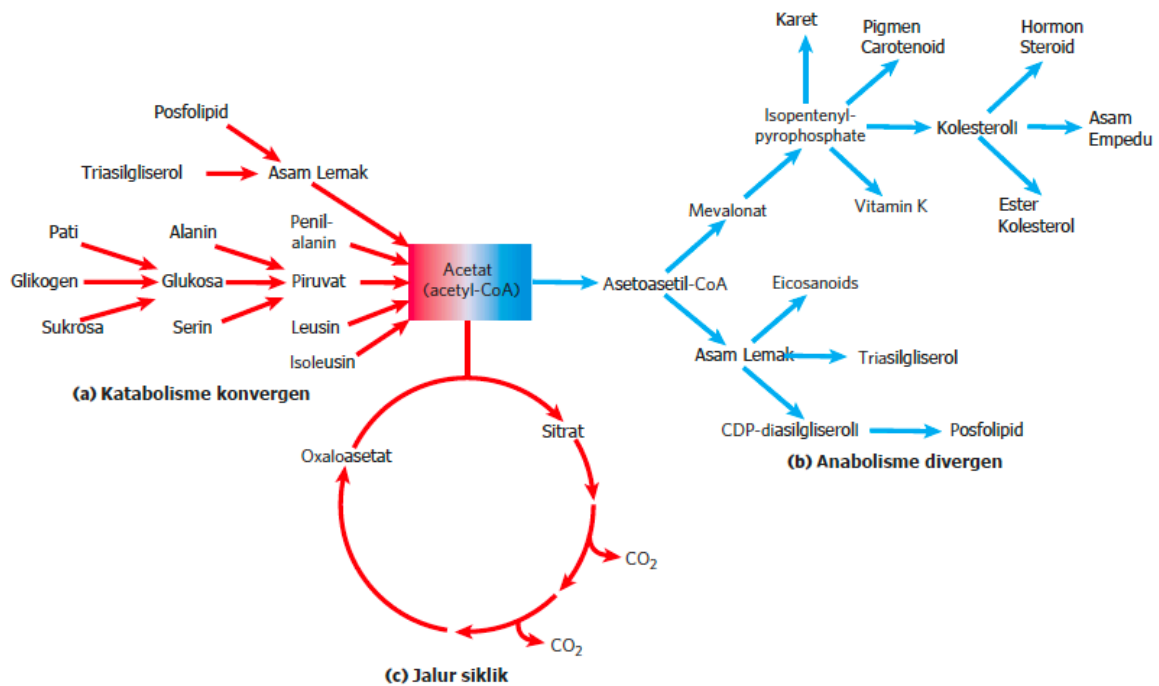 Posfolipid
Triasilgliserol
Asam Lemak
Pati
Alanin
Penil-
alanin
Glikogen
Glukosa
Piruvat
Sukrosa
Serin
Leusin
Isoleusin
Acetat
(acetyl-CoA)
(a) Katabolisme konvergen
Karet
Pigmen
Carotenoid
Hormon
Steroid
Isopentenyl-
pyrophosphate
Kolesterol
Asam
Empedu
Mevalonat
Vitamin K
Ester
Kolesterol
Asetoasetil-CoA
Eicosanoids
Asam Lemak
Triasilgliserol
CDP-diasilgliserol
Posfolipid
(b) Anabolisme divergen
Sitrat
Oxaloasetat
CO2
CO2
(c) Jalur siklik